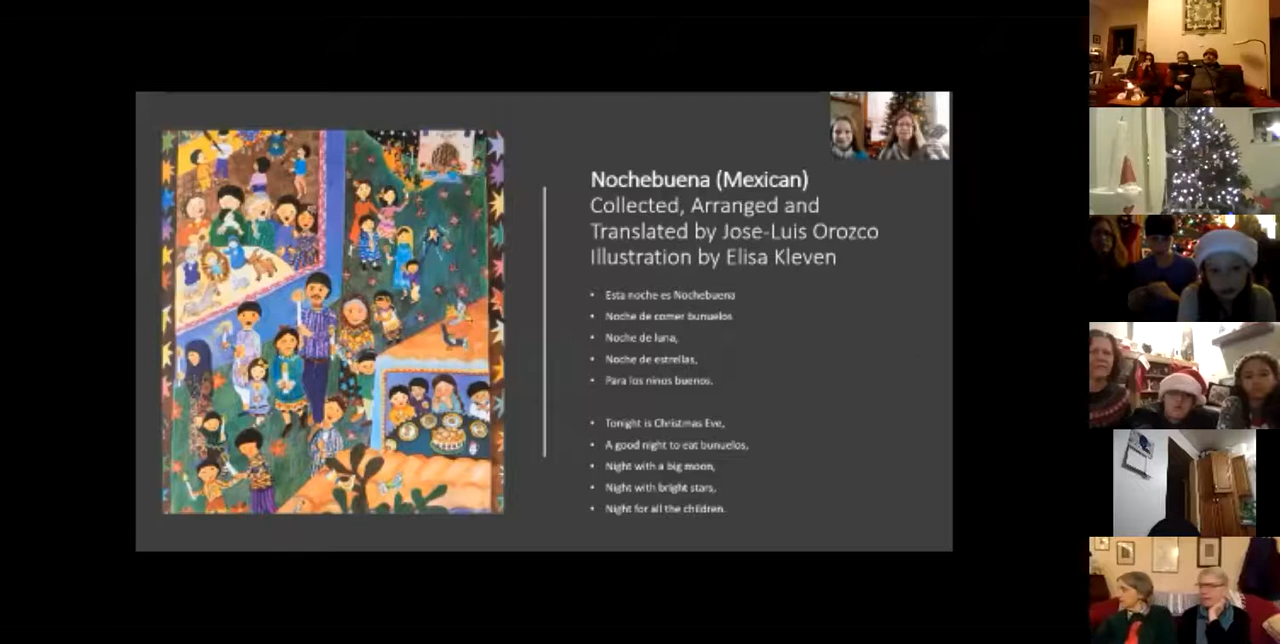 Nochebuena (Mexican)
Collected, Arranged and
Translated by Jose-Luis Orozco
Illustration by Elisa Kleven
• Esta noche es Nochebuena
• Noche de comer bunuelos
• Noche de luna,
• Noche de estrellas,
• Para los ninos buenos.
• Tonight is Christmas Eve,
• A good night to eat bunuelos,
• Night with a big moon,
• Night with bright stars,
• Night for all the children.